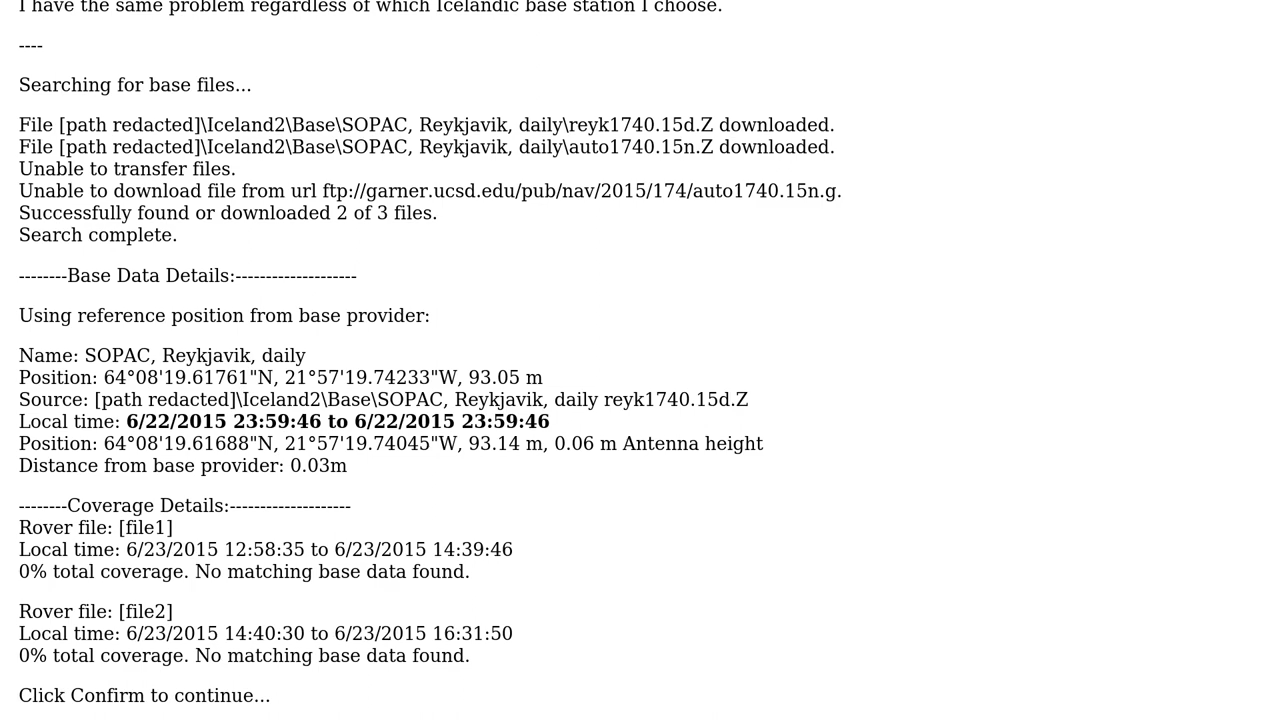 I have the same problem regardless of which Icelandic base station I choose.
----
Searching for base files...
File [path redacted]\Iceland2\Base\SOPAC, Reykjavik, daily\reyk1740.15d.Z downloaded.
File [path redacted]\Iceland2\Base\SOPAC, Reykjavik, daily\auto1740.15n.Z downloaded.
Unable to transfer files.
Unable to download file from url ftp://garner.ucsd.edu/pub/nav/2015/174/auto1740.15n.g.
Successfully found or downloaded 2 of 3 files.
Search complete.
--------Base Data Details:--------------------
Using reference position from base provider:
Name: SOPAC, Reykjavik, daily
Position: 64°08'19.61761"N, 21°57'19.74233"W, 93.05 m
Source: [path redacted]\Iceland2\Base\SOPAC, Reykjavik, daily reyk1740.15d.Z
Local time: 6/22/2015 23:59:46 to 6/22/2015 23:59:46
Position: 64°08'19.61688"N, 21°57'19.74045"W, 93.14 m, 0.06 m Antenna height
Distance from base provider: 0.03m
--------Coverage Details:--------------------
Rover file: [file1]
Local time: 6/23/2015 12:58:35 to 6/23/2015 14:39:46
0% total coverage. No matching base data found.
Rover file: [file2]
Local time: 6/23/2015 14:40:30 to 6/23/2015 16:31:50
0% total coverage. No matching base data found.
Click Confirm to continue...